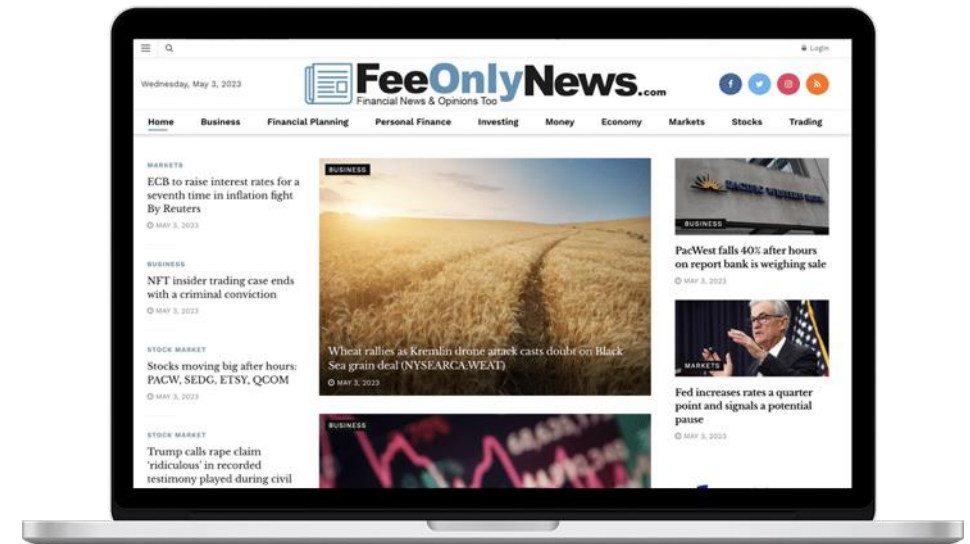 Login
Wednesday, May 3, 2023
FeeOnlyNews.com
Financial News & Opinions Too
Home Business Financial Planning Personal Finance Investing Money Economy Markets Stocks Trading
MARKETS
ECB to raise interest rates for a
seventh time in inflation fight
By Reuters
MAY 3, 2023
BUSINESS
NFT insider trading case ends
with a criminal conviction
MAY 3, 2023
STOCK MARKET
Stocks moving big after hours:
PACW, SEDG, ETSY, QCOM
MAY 3, 2023
STOCK MARKET
Trump calls rape claim
'ridiculous' in recorded
testimony played during civil
BUSINESS
Wheat rallies as Kremlin drone attack casts doubt on Black
Sea grain deal (NYSEARCA:WEAT)
MAY 3, 2023
BUSINESS
PACIFIC WESTERN BANK
BUSINESS
PacWest falls 40% after hours
on report bank is weighing sale
MAY 3, 2023
MARKETS
Fed increases rates a quarter
point and signals a potential
pause
MAY 3, 2023